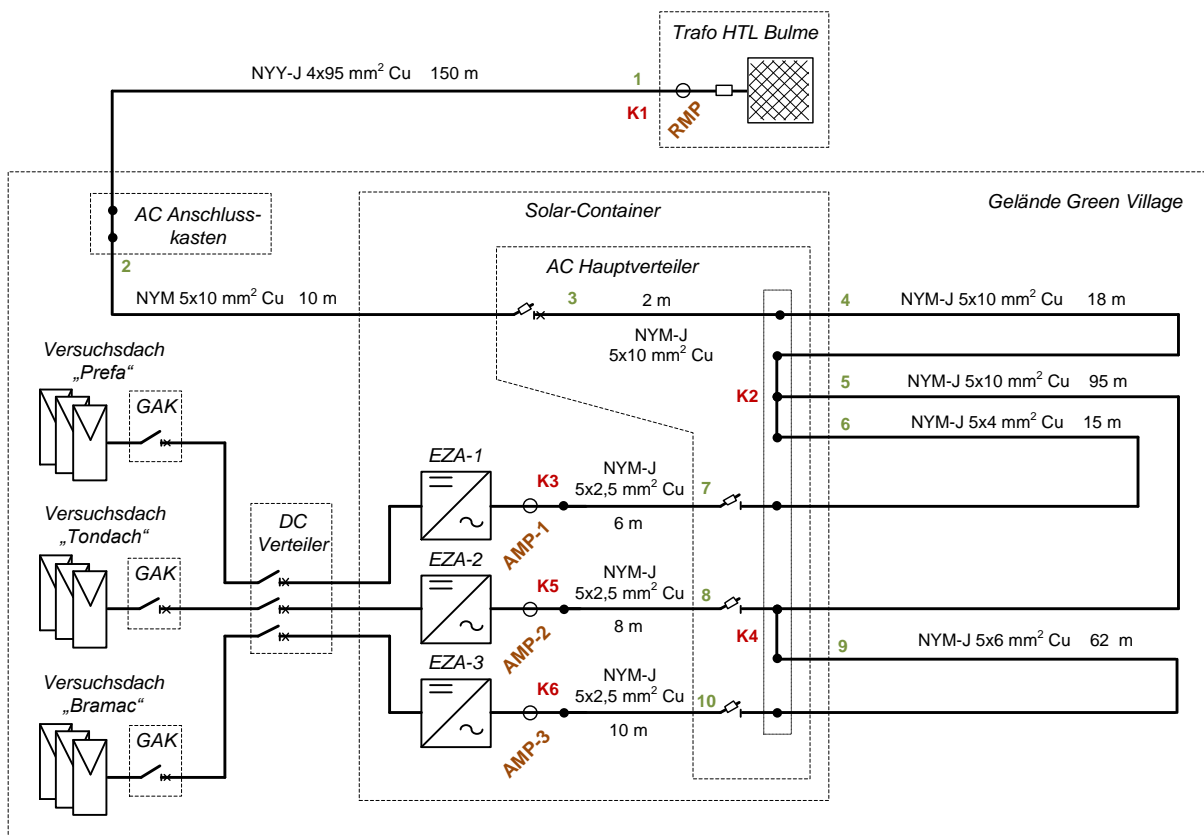 Trafo HTL Bulme
NYY-J 4x95 mm² Cu 150 m
1
K1
RMP
Gelände Green Village
AC Anschluss-
kasten
2
Solar-Container
AC Hauptverteiler
NYM 5x10 mm² Cu 10 m
3
2 m
NYM-J
5x10 mm² Cu
4
NYM-J 5x10 mm² Cu 18 m
K2
5
NYM-J 5x10 mm² Cu 95 m
6
NYM-J 5x4 mm² Cu 15 m
Versuchsdach
„Prefa“
GAK
EZA-1
K3
NYM-J
5x2,5 mm² Cu
7
6 m
AMP-1
Versuchsdach
„Tondach“
GAK
DC
Verteiler
EZA-2
K5
NYM-J
5x2,5 mm² Cu
8
8 m
AMP-2
K4
9
NYM-J 5x6 mm² Cu 62 m
Versuchsdach
„Bramac“
GAK
EZA-3
K6
NYM-J
5x2,5 mm² Cu
10
10 m
AMP-3